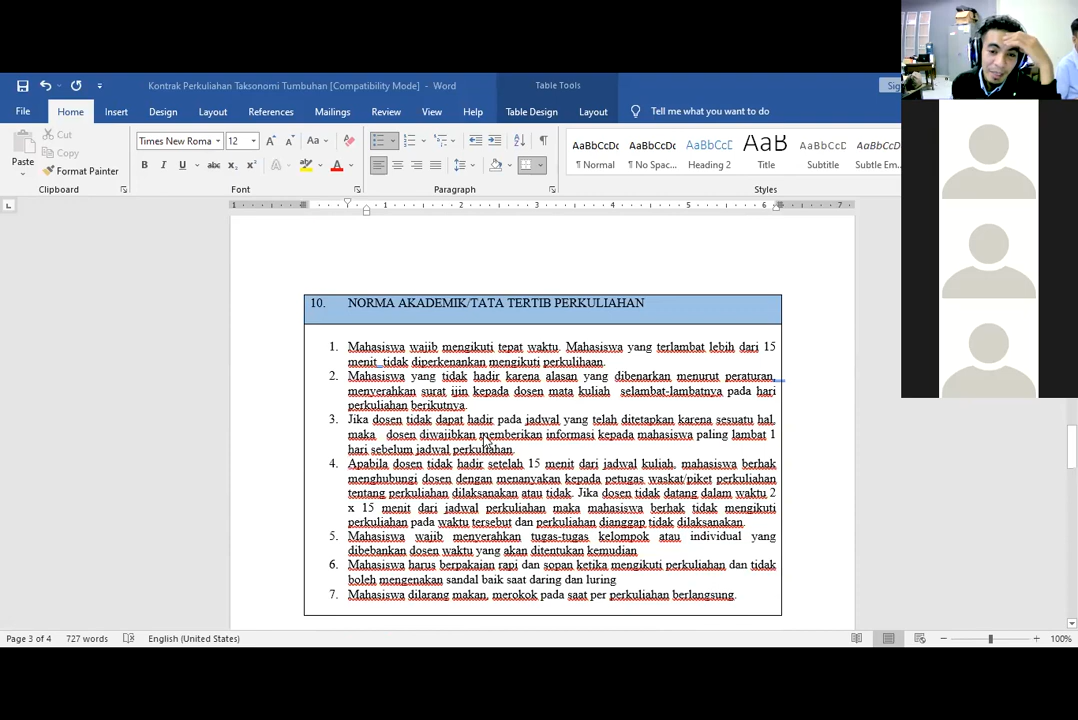 Kontrak Perkuliahan Taksonomi Tumbuhan [Compatibility Mode] - Word
Table Tools
File Home Insert Design Layout References Mailings Review View Help Table Design Layout Tell me what you want to do
Paste
Cut
Copy
Format Painter
Clipboard
Times New Roma 12
Font
Paragraph
AaBbCcDc AaBbCcDc AaBbCcD AaB AaBbCcD AaBbCcD
¶ Normal ¶ No Spac... Heading 2 Title Subtitle Subtle Em...
Styles
1 1 2 3 4 5 6 7
10. NORMA AKADEMIK/TATA TERTIB PERKULIAHAN
1. Mahasiswa wajib mengikuti tepat waktu. Mahasiswa yang terlambat lebih dari 15
menit tidak diperkenankan mengikuti perkulihaan.
2. Mahasiswa yang tidak hadir karena alasan yang dibenarkan menurut peraturan,
menyerahkan surat ijin kepada dosen mata kuliah selambat-lambatnya pada hari
perkuliahan berikutnya.
3. Jika dosen tidak dapat hadir pada jadwal yang telah ditetapkan karena sesuatu hal,
maka dosen diwajibkan memberikan informasi kepada mahasiswa paling lambat 1
hari sebelum jadwal perkuliahan.
4. Apabila dosen tidak hadir setelah 15 menit dari jadwal kuliah, mahasiswa berhak
menghubungi dosen dengan menanyakan kepada petugas waskat/piket perkuliahan
tentang perkuliahan dilaksanakan atau tidak. Jika dosen tidak datang dalam waktu 2
x 15 menit dari jadwal perkuliahan maka mahasiswa berhak tidak mengikuti
perkuliahan pada waktu tersebut dan perkuliahan dianggap tidak dilaksanakan.
5. Mahasiswa wajib menyerahkan tugas-tugas kelompok atau individual yang
dibebankan dosen waktu yang akan ditentukan kemudian
6. Mahasiswa harus berpakaian rapi dan sopan ketika mengikuti perkuliahan dan tidak
boleh mengenakan sandal baik saat daring dan luring
7. Mahasiswa dilarang makan, merokok pada saat per perkuliahan berlangsung.
Page 3 of 4 727 words English (United States) 100%